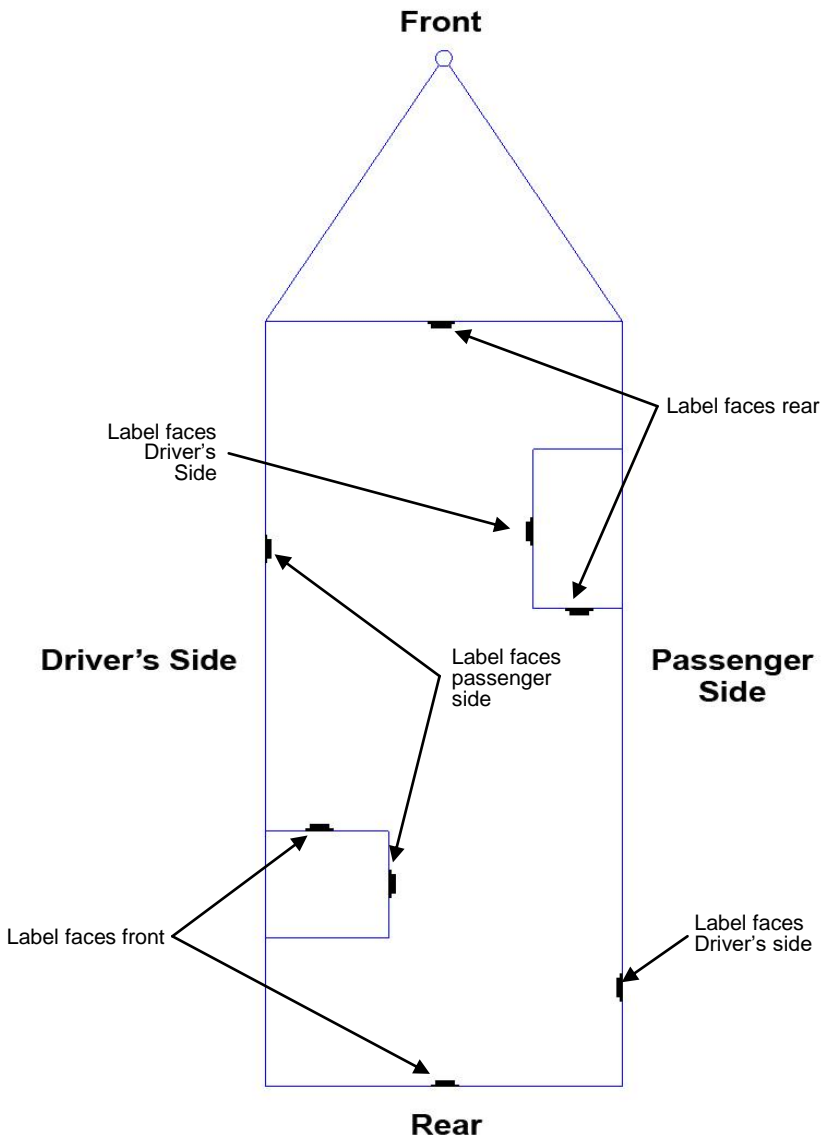 Front
Label faces rear
Label faces
Driver’s
Side
Driver’s Side
Label faces
passenger
side
Passenger
Side
Label faces front
Label faces
Driver’s side
Rear